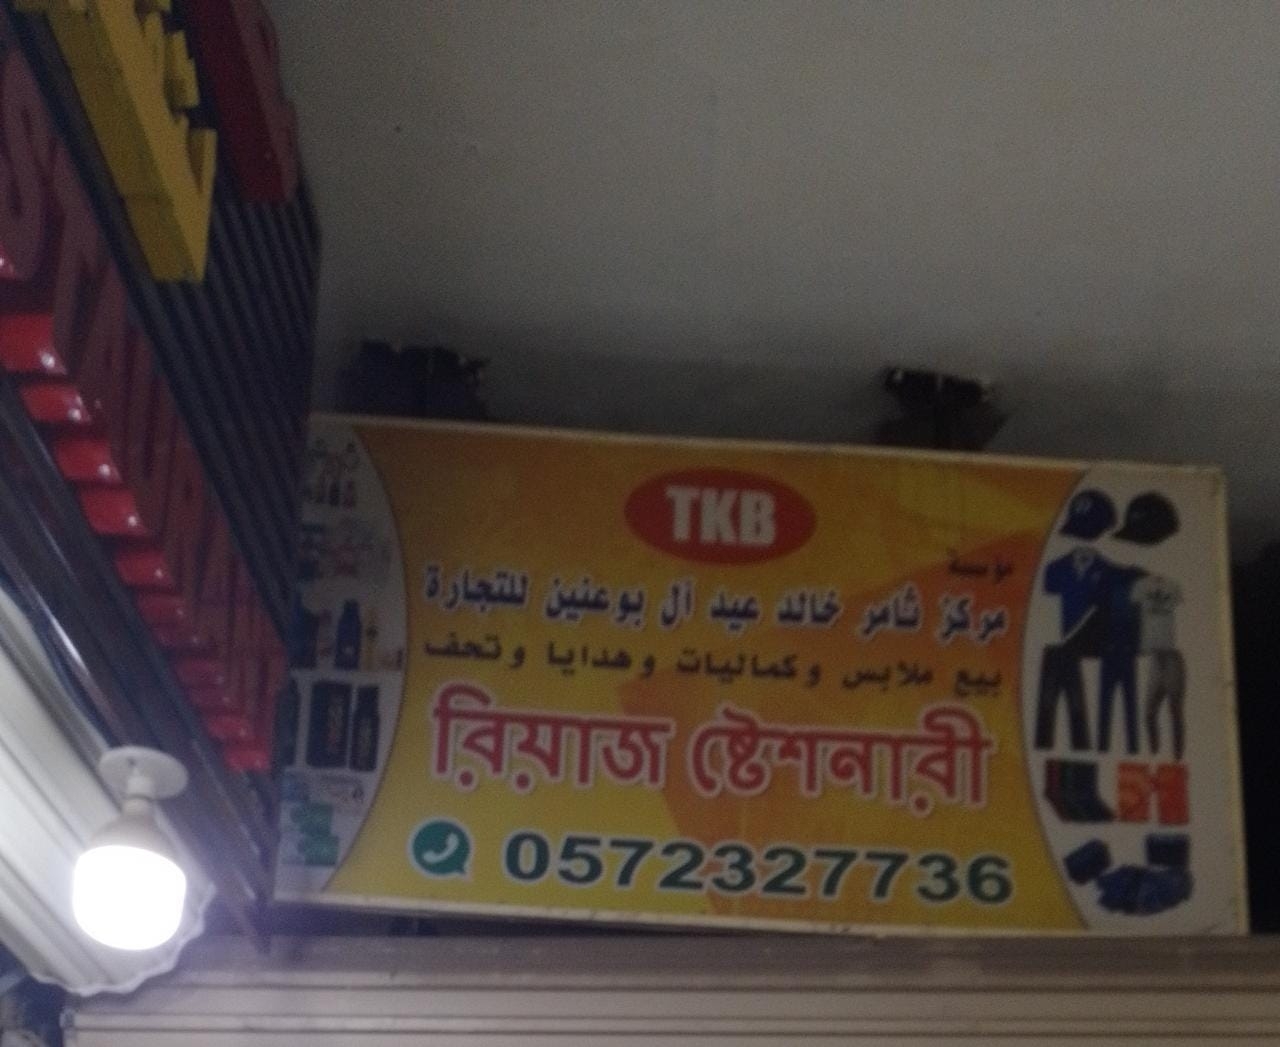 TKB
مؤسسة
مركز ثامر خالد عيد آل بوعنين للتجارة
بيع ملابس وكماليات وهدايا وتحف
রিয়াজ ষ্টেশনারী
0572327736